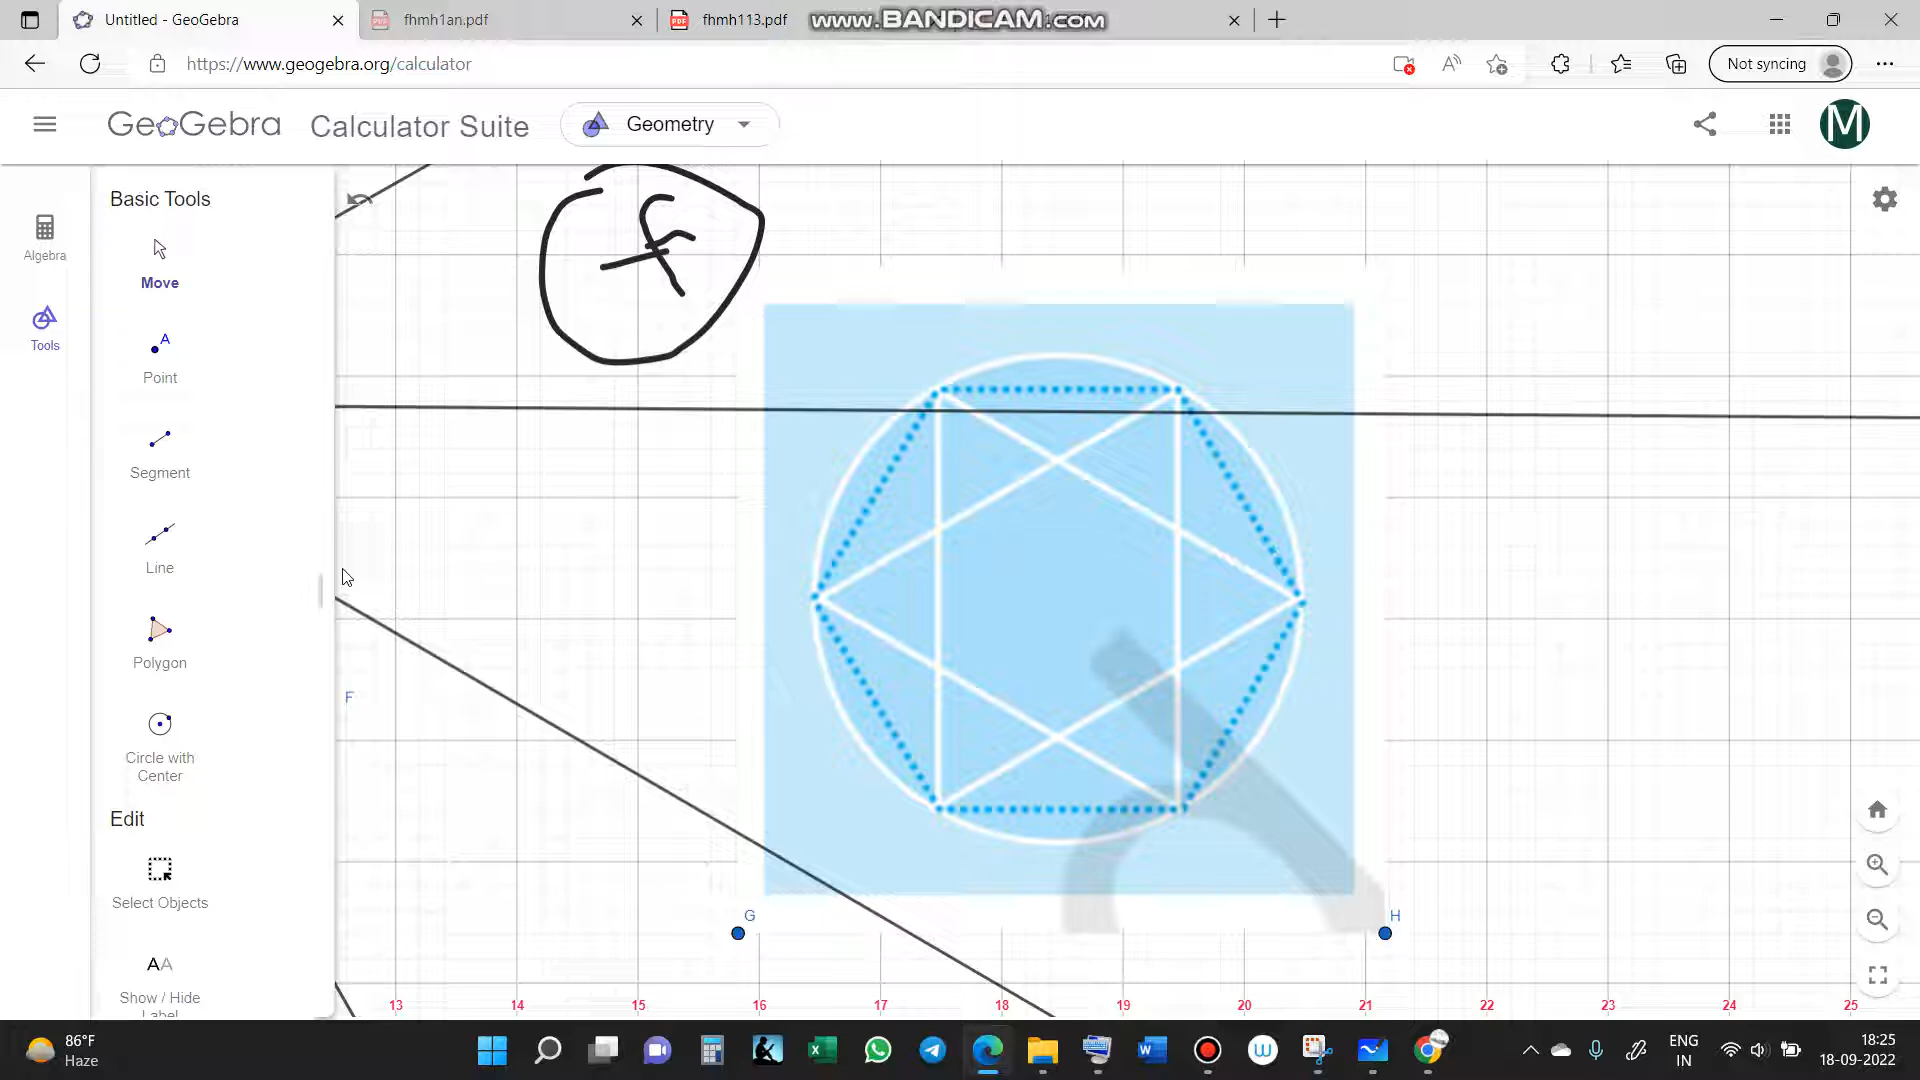 Untitled - GeoGebra
fhmh1an.pdf
fhmh113.pdf
www.BANDICAM.com
https://www.geogebra.org/calculator
Not syncing
GeoGebra
Calculator Suite
Geometry
M
Algebra
Tools
Basic Tools
Move
A
Point
Segment
Line
Polygon
Circle with
Center
Edit
Select Objects
AA
Show / Hide
Label
F
G
H
13 14 15 16 17 18 19 20 21 22 23 24 25
86°F
Haze
ENG
IN
18:25
18-09-2022